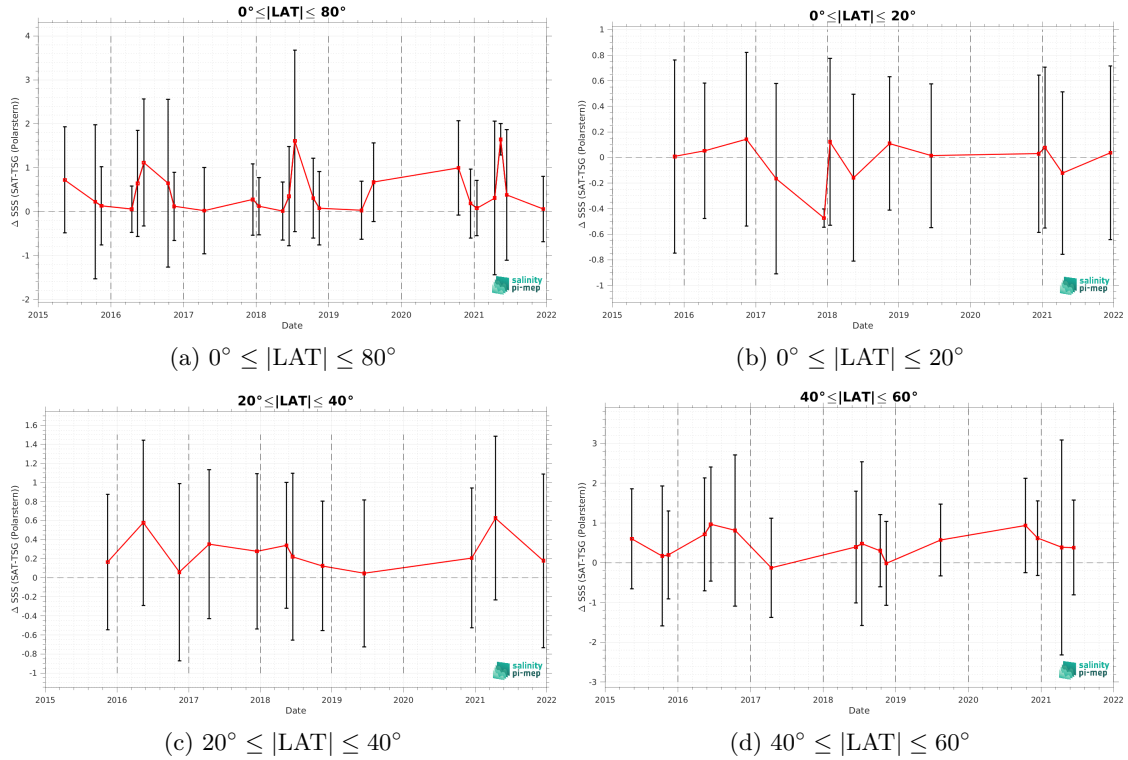 0°≤|LAT|≤ 80°
Δ SSS (SAT-TSG (Polarstern))
4
3
2
1
0
-1
-2
2015 2016 2017 2018 2019 2020 2021 2022
Date
salinity
pi-mep
(a) 0° ≤ |LAT| ≤ 80°
0°≤|LAT|≤ 20°
Δ SSS (SAT-TSG (Polarstern))
1
0.8
0.6
0.4
0.2
0
-0.2
-0.4
-0.6
-0.8
-1
2015 2016 2017 2018 2019 2020 2021 2022
Date
salinity
pi-mep
(b) 0° ≤ |LAT| ≤ 20°
20°≤|LAT|≤ 40°
Δ SSS (SAT-TSG (Polarstern))
1.6
1.4
1.2
1
0.8
0.6
0.4
0.2
0
-0.2
-0.4
-0.6
-0.8
-1
2015 2016 2017 2018 2019 2020 2021 2022
Date
salinity
pi-mep
(c) 20° ≤ |LAT| ≤ 40°
40°≤|LAT|≤ 60°
Δ SSS (SAT-TSG (Polarstern))
3
2
1
0
-1
-2
-3
2015 2016 2017 2018 2019 2020 2021 2022
Date
salinity
pi-mep
(d) 40° ≤ |LAT| ≤ 60°